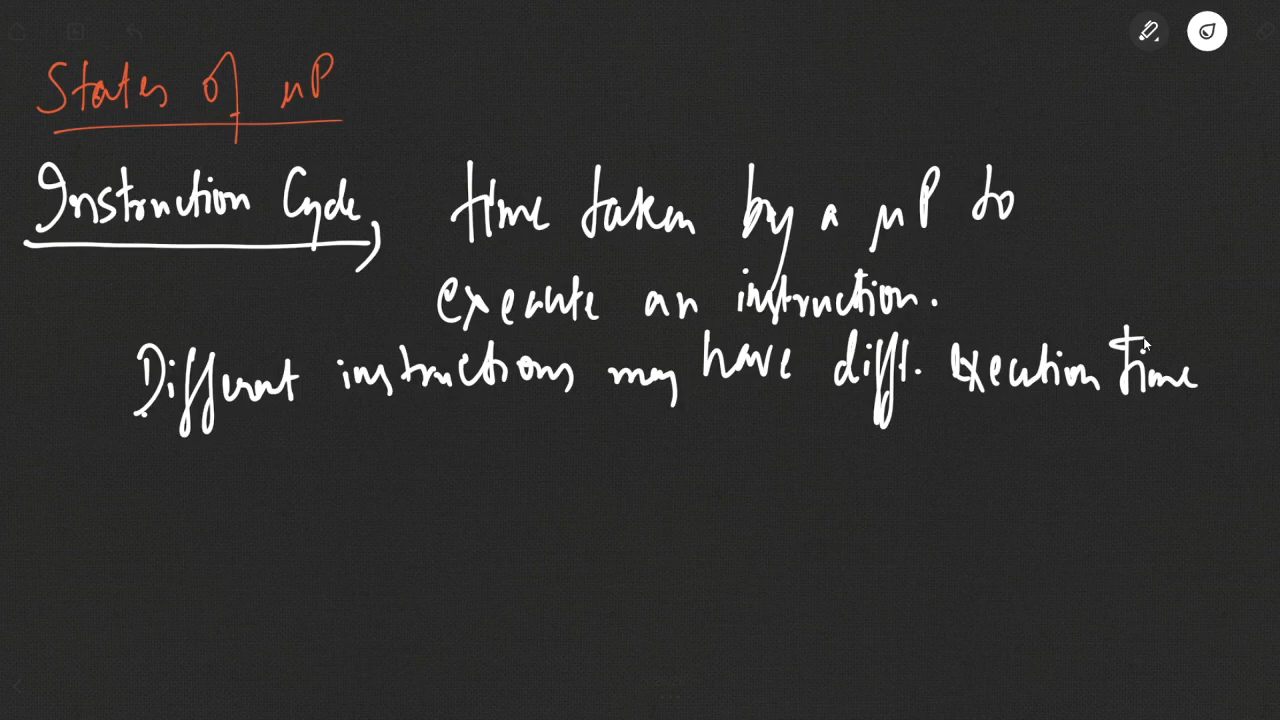 States of μP
Instruction Cycle, time taken by a μP to
execute an instruction.
Different instructions may have diff. execution time